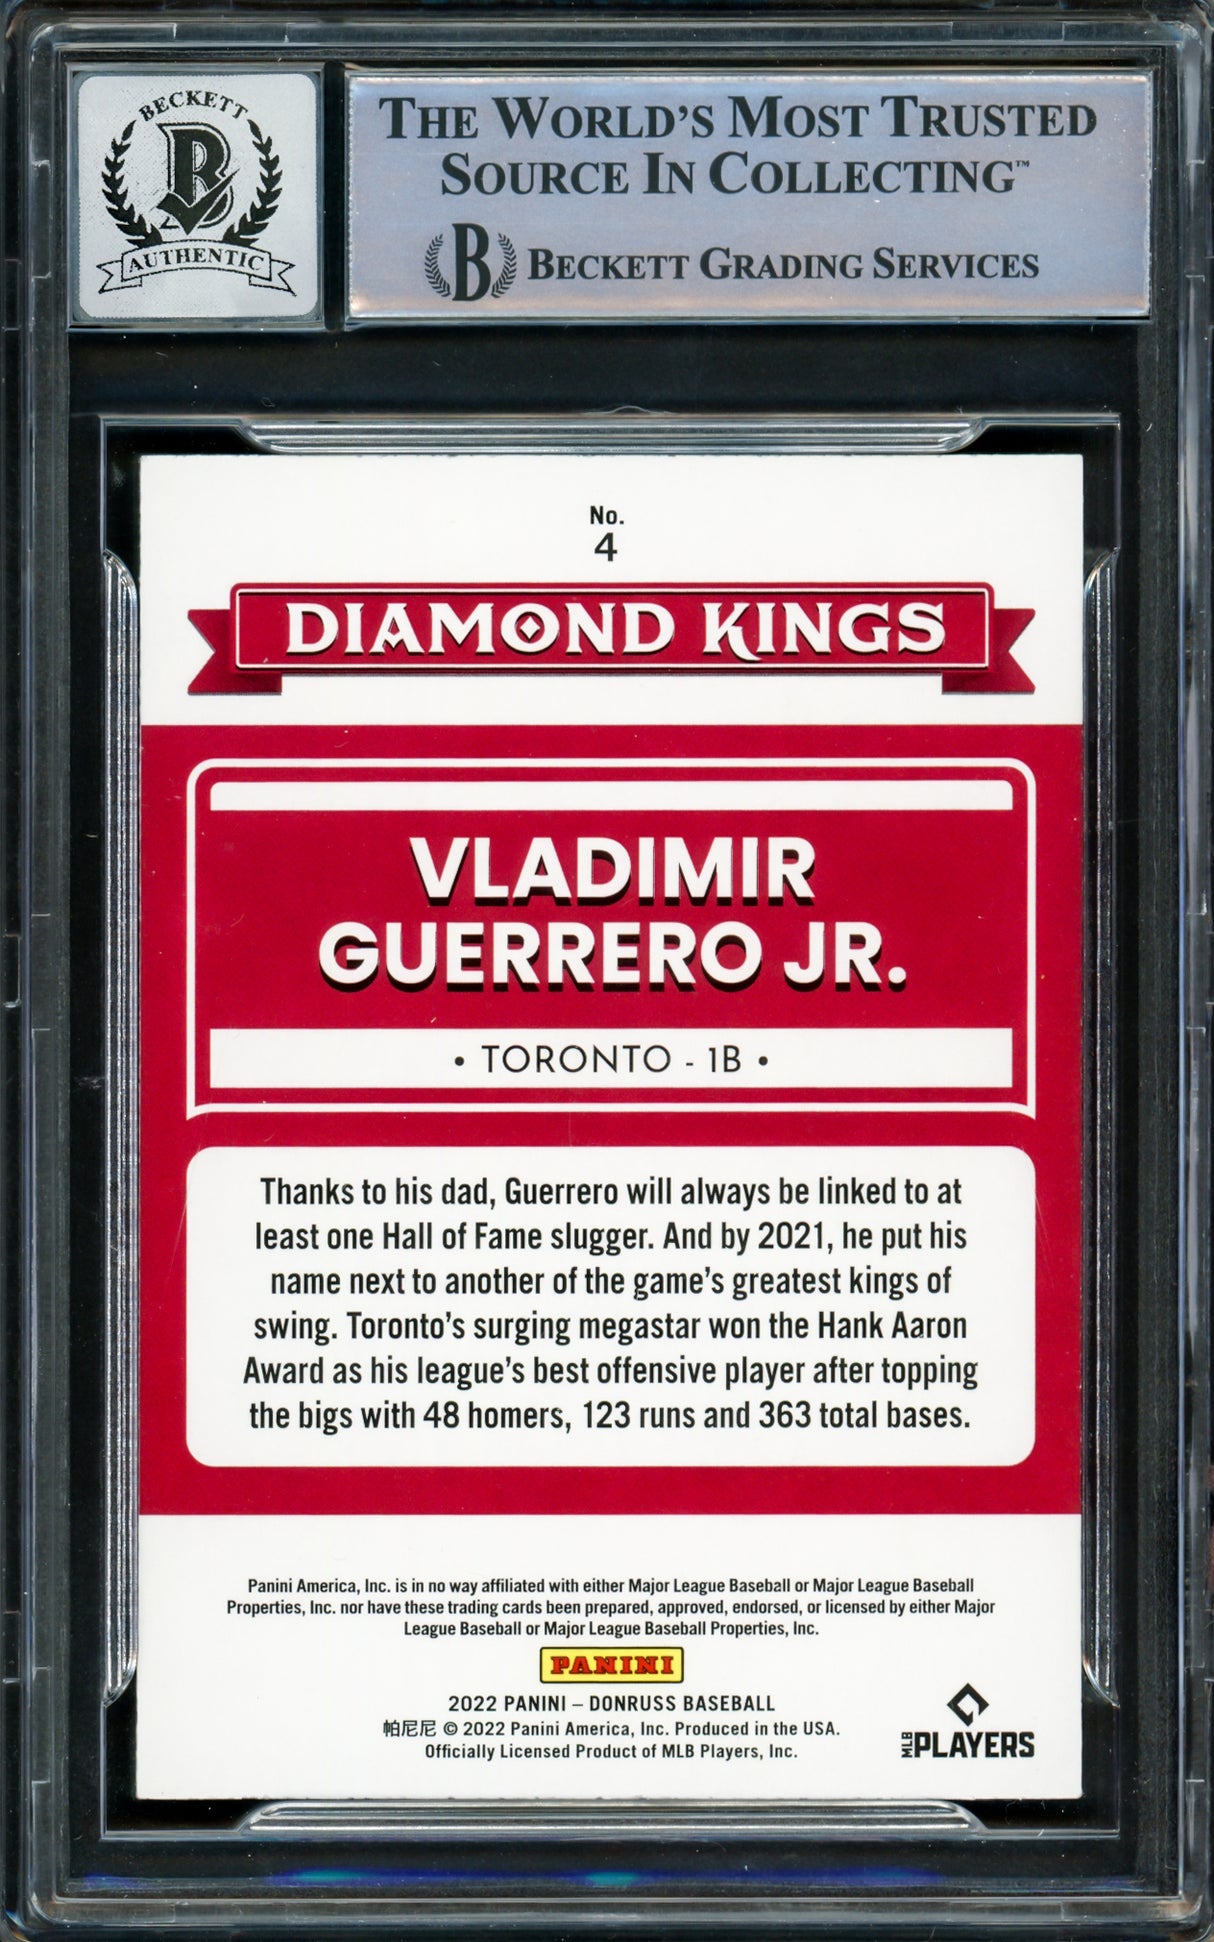 BECKETT
B
AUTHENTIC
THE WORLD'S MOST TRUSTED
SOURCE IN COLLECTING™
B BECKETT GRADING SERVICES
No.
4
DIAMOND KINGS
VLADIMIR
GUERRERO JR.
• TORONTO - 1B •
Thanks to his dad, Guerrero will always be linked to at
least one Hall of Fame slugger. And by 2021, he put his
name next to another of the game's greatest kings of
swing. Toronto's surging megastar won the Hank Aaron
Award as his league's best offensive player after topping
the bigs with 48 homers, 123 runs and 363 total bases.
Panini America, Inc. is in no way affiliated with either Major League Baseball or Major League Baseball
Properties, Inc. nor have these trading cards been prepared, approved, endorsed, or licensed by either Major
League Baseball or Major League Baseball Properties, Inc.
PANINI
2022 PANINI – DONRUSS BASEBALL
帕尼尼 © 2022 Panini America, Inc. Produced in the USA.
Officially Licensed Product of MLB Players, Inc.
MLB PLAYERS